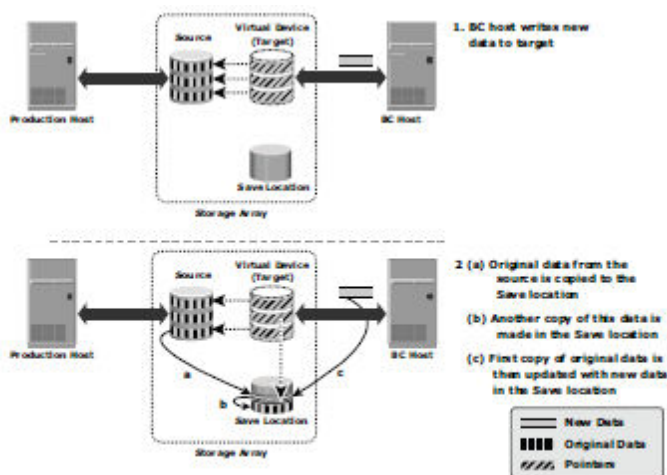 Source
Virtual Device
(Target)
1. BC host writes new
data to target
Production Host
BC Host
Save Location
Storage Array
Source
Virtual Device
(Target)
2 (a) Original data from the
source is copied to the
Save location
(b) Another copy of this data is
made in the Save location
(c) First copy of original data is
then updated with new data
in the Save location
Production Host
BC Host
a
c
b
Save Location
Storage Array
New Data
Original Data
Pointers